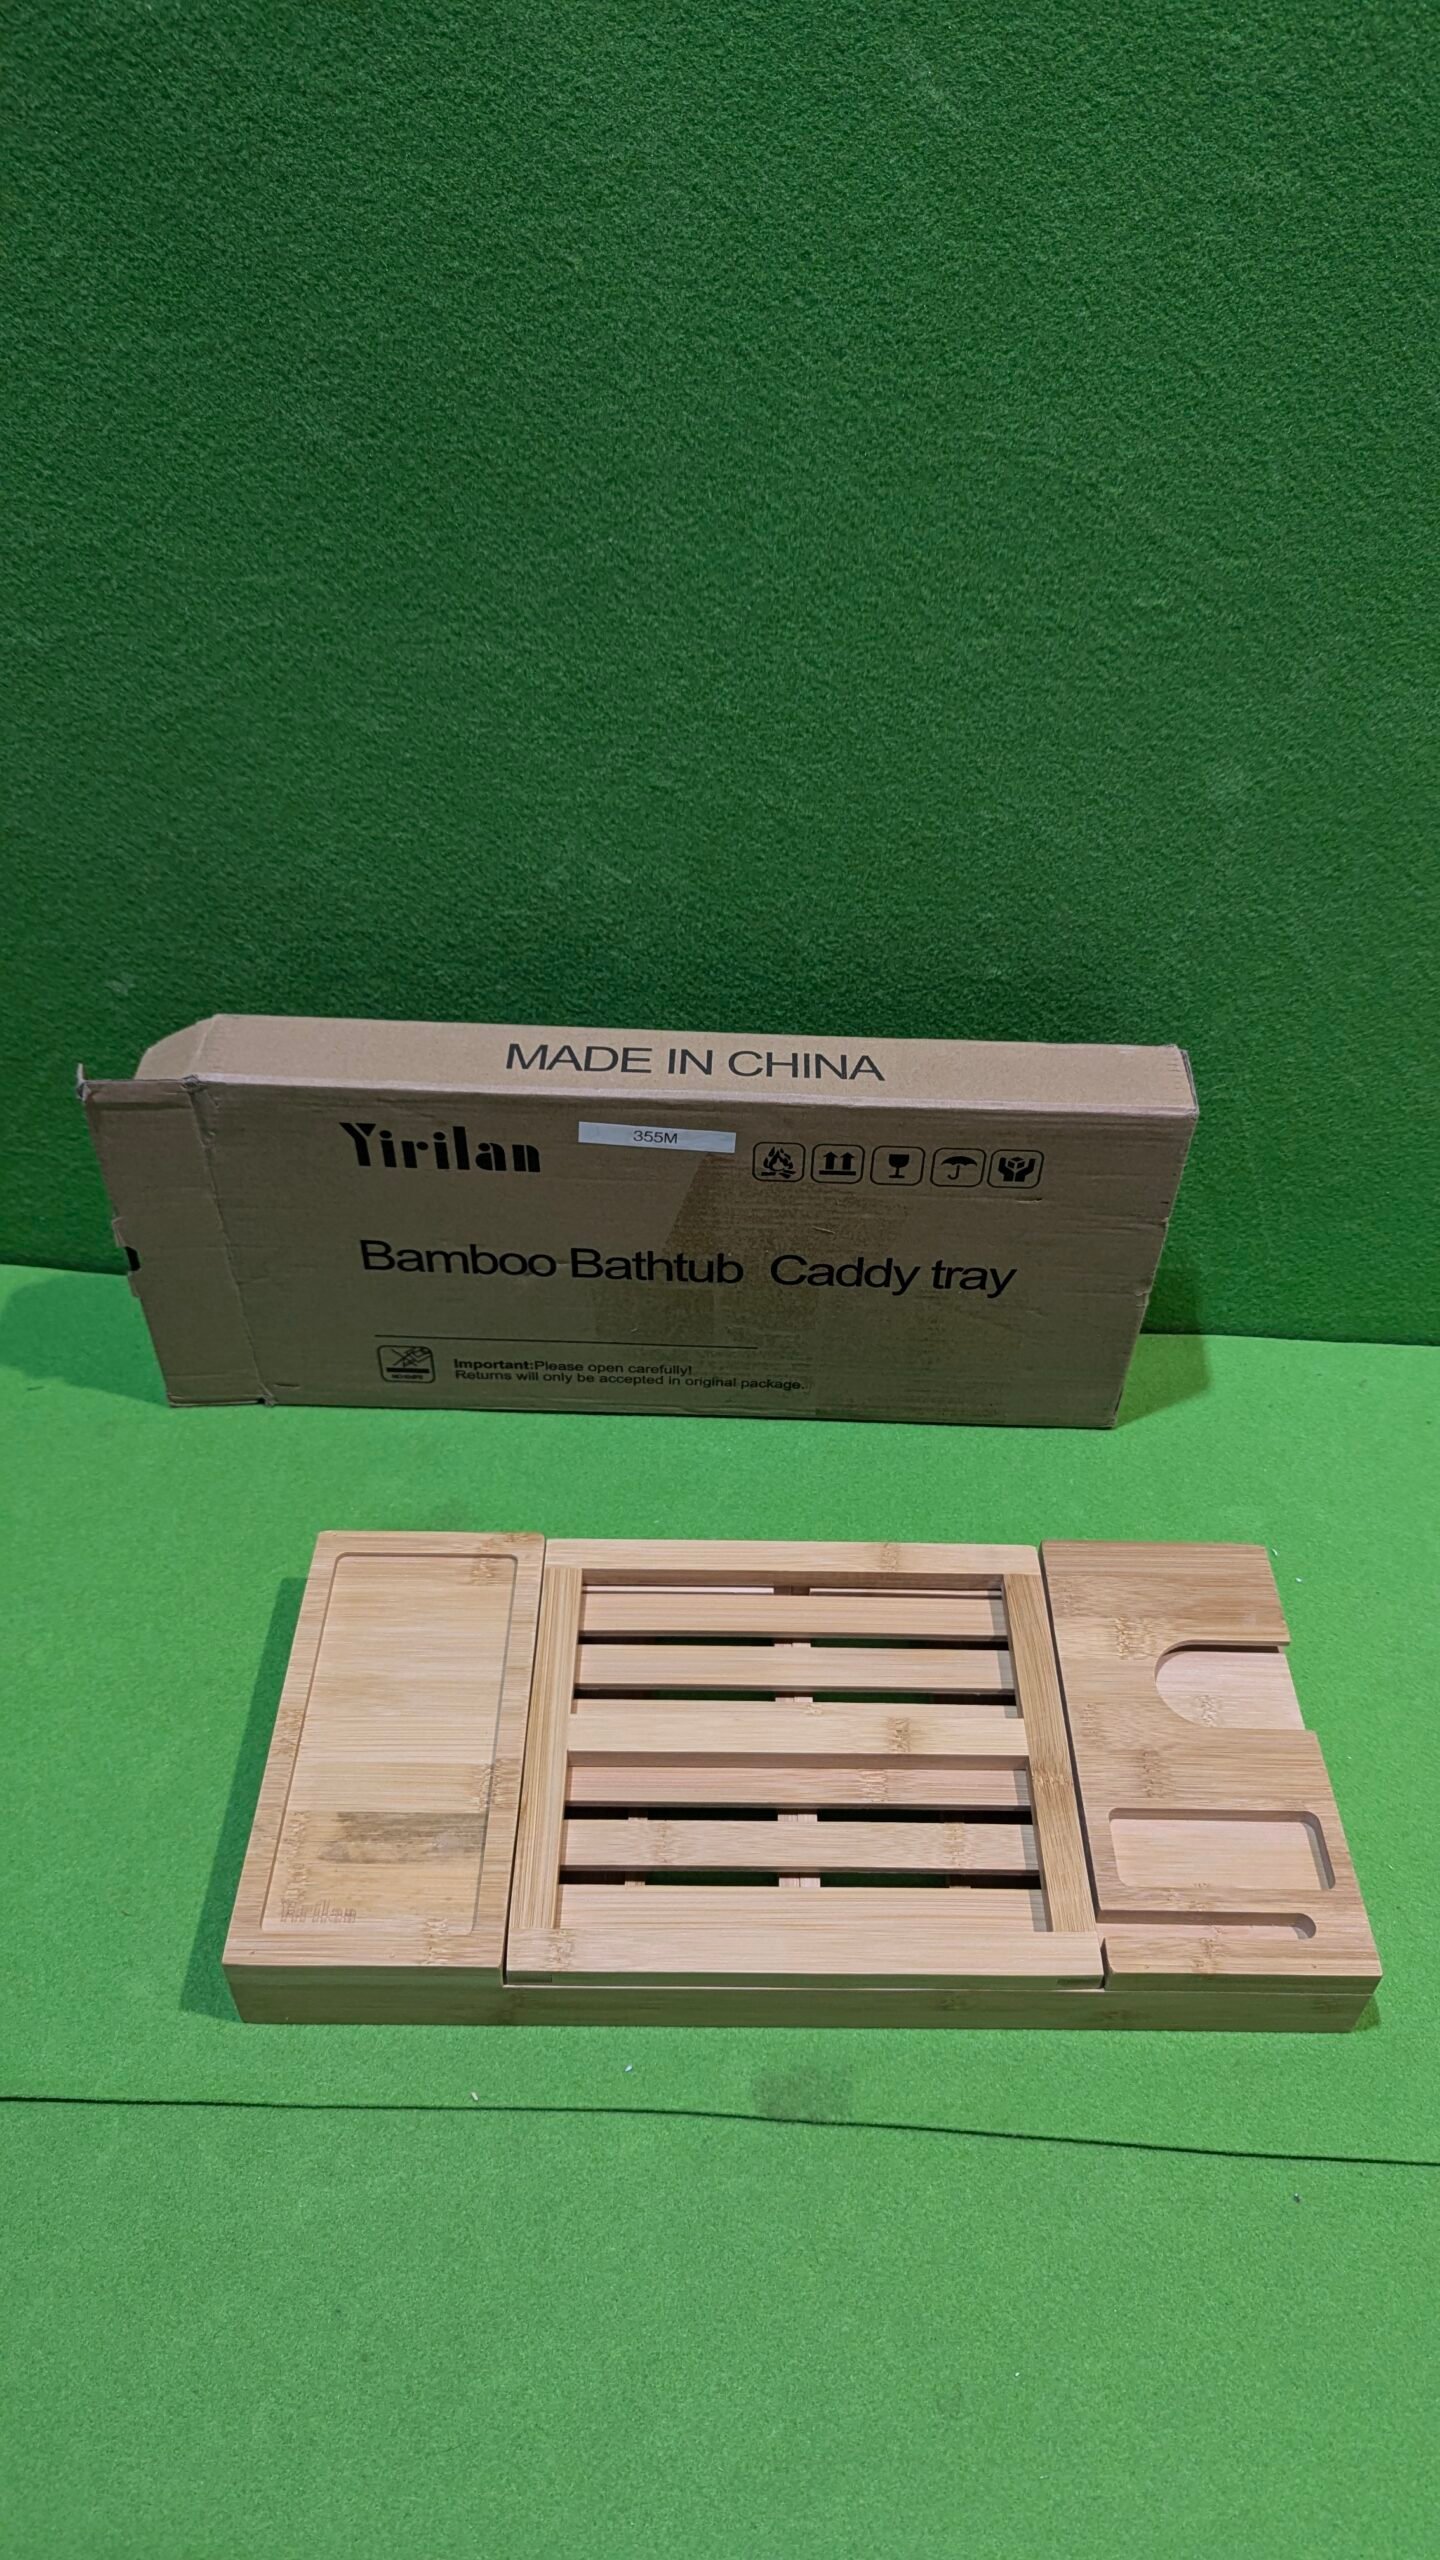 MADE IN CHINA
Yirilan
355M
Bamboo Bathtub Caddy tray
Important:Please open carefully!
Returns will only be accepted in original package.
Yirilan